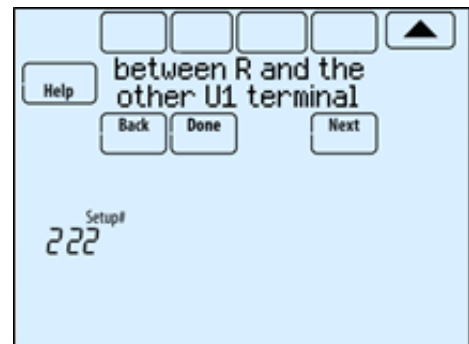 between R and the
Help
other U1 terminal
Back Done Next
Setup#
222